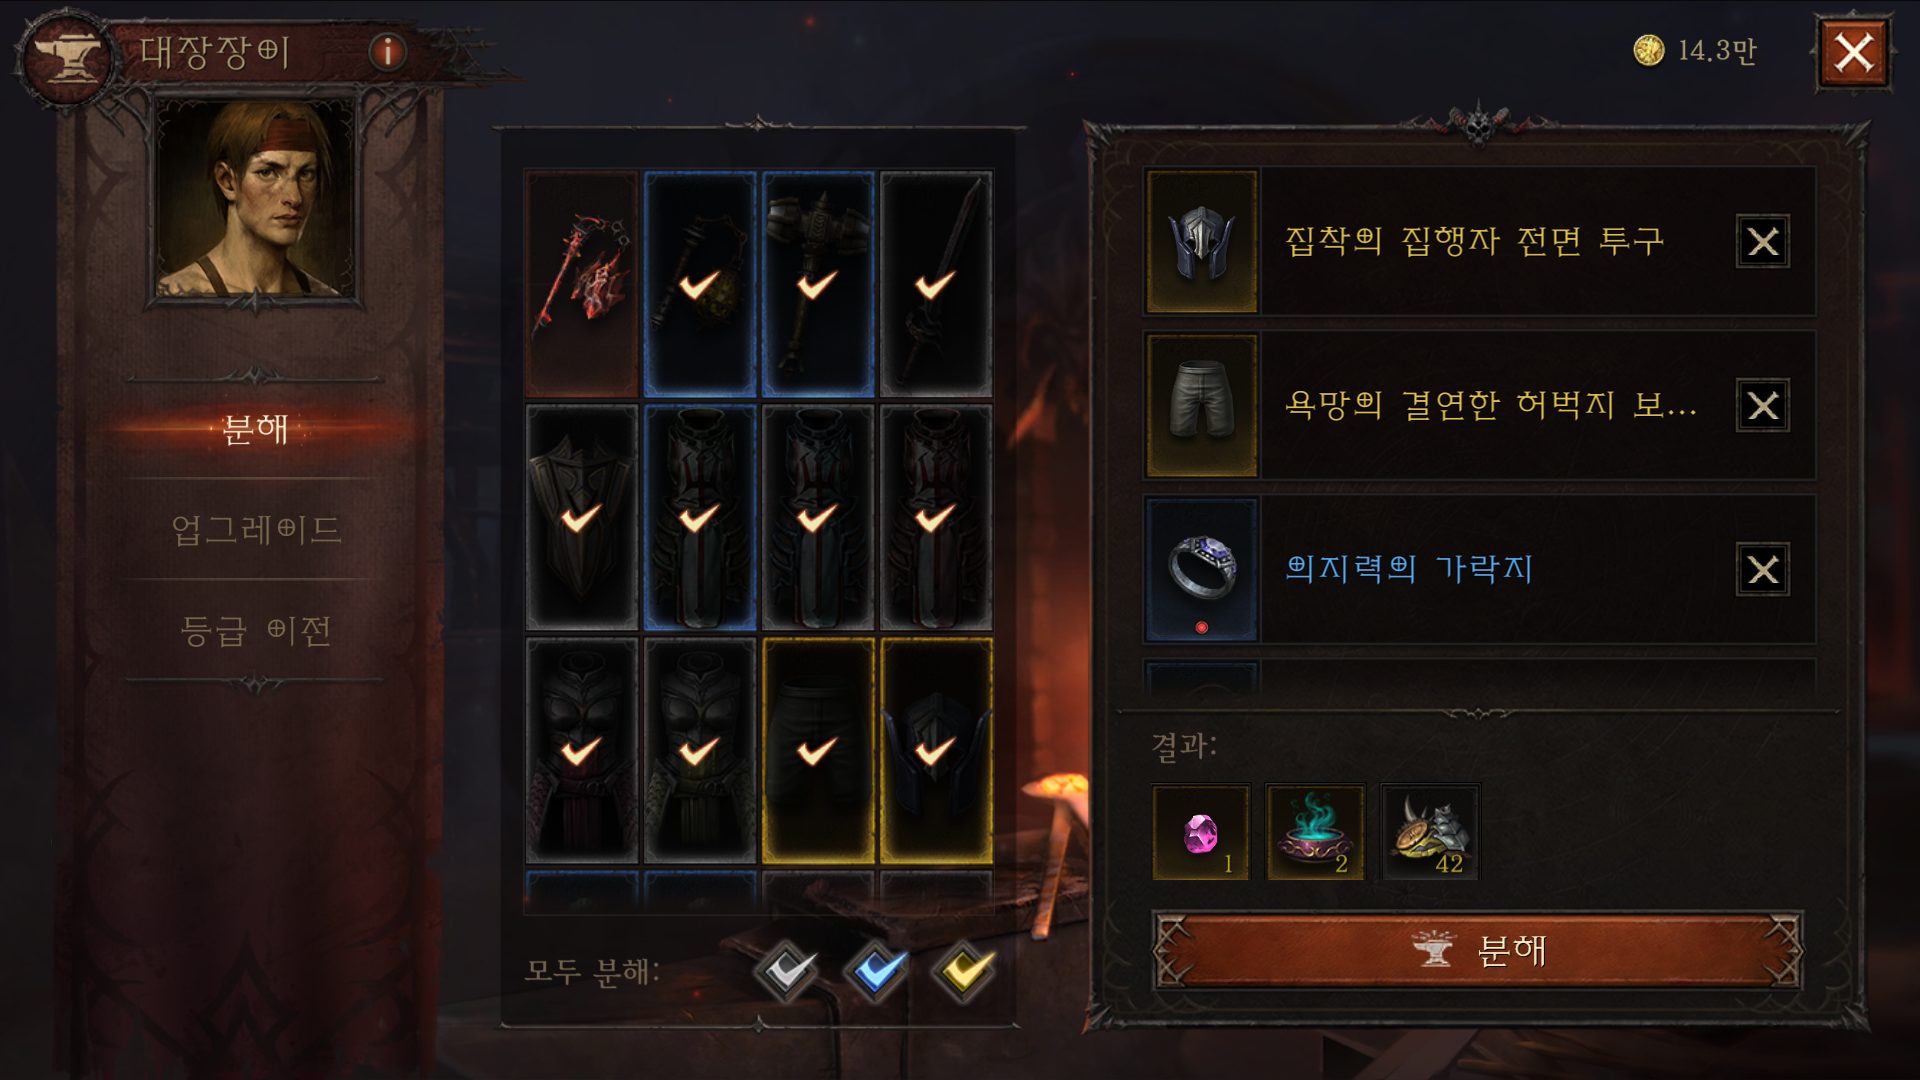 대장장이
14.3만
분해
업그레이드
등급 이전
모두 분해:
집착의 집행자 전면 투구
욕망의 결연한 허벅지 보...
의지력의 가락지
결과:
1
2
42
분해